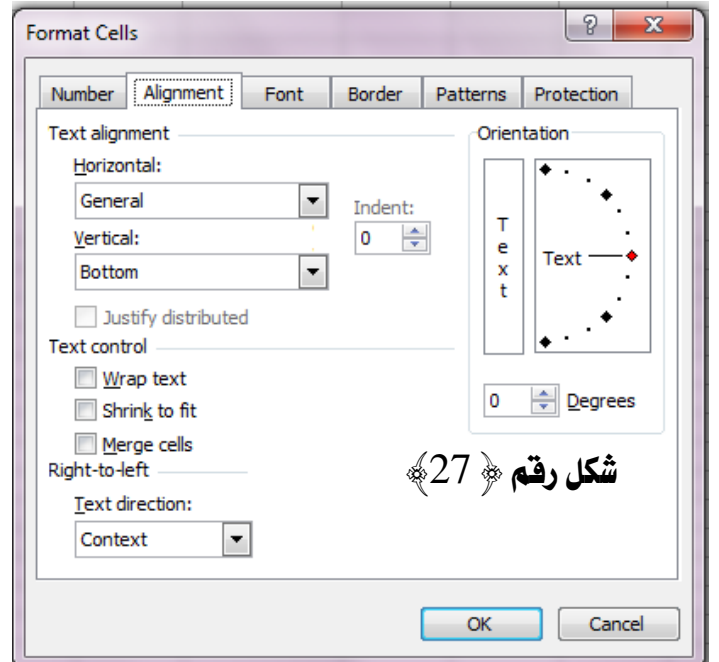 Format Cells
Number Alignment Font Border Patterns Protection
Text alignment
Horizontal:
General
Indent:
0
Vertical:
Bottom
Justify distributed
Text control
Wrap text
Shrink to fit
Merge cells
Right-to-left
Text direction:
Context
Orientation
Text
Text
0 Degrees
شكل رقم ﴿27﴾
OK Cancel